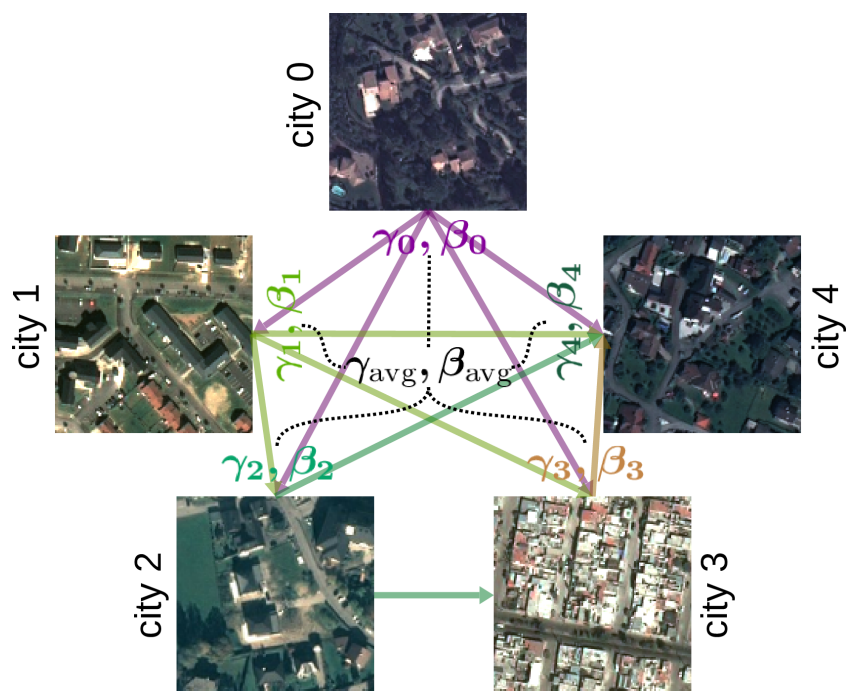 city 0
γ₀, β₀
city 1
γ₁, β₁
γ₄, β₄
city 4
γavg, βavg
γ₂, β₂
γ₃, β₃
city 2
city 3